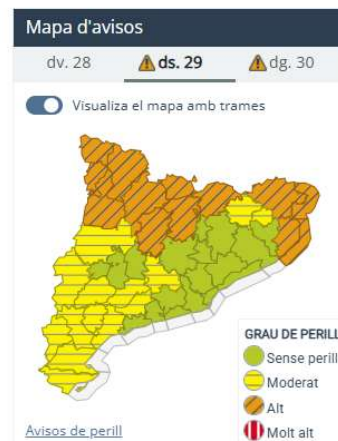 Mapa d'avisos
dv. 28 ds. 29 dg. 30
Visualiza el mapa amb trames
GRAU DE PERILL
Sense perill
Moderat
Alt
Molt alt
Avisos de perill